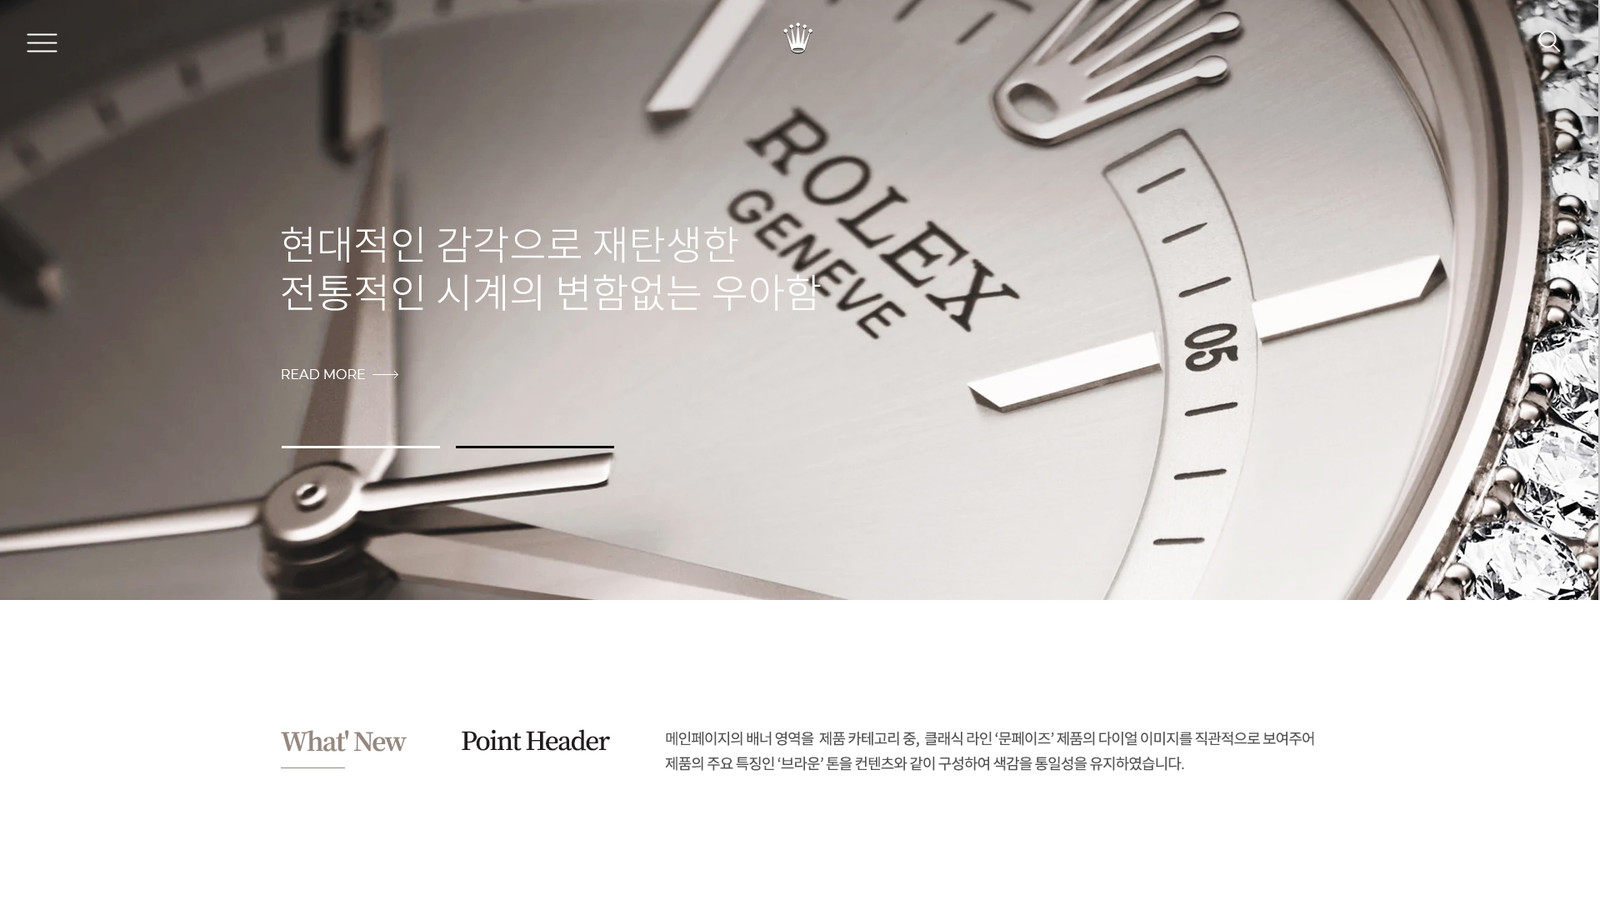 ROLEX
GENEVE
05
현대적인 감각으로 재탄생한
전통적인 시계의 변함없는 우아함
READ MORE
What' New
Point Header
메인페이지의 배너 영역을 제품 카테고리 중, 클래식 라인 ‘문페이즈’ 제품의 다이얼 이미지를 직관적으로 보여주어
제품의 주요 특징인 ‘브라운’ 톤을 컨텐츠와 같이 구성하여 색감을 통일성을 유지하였습니다.